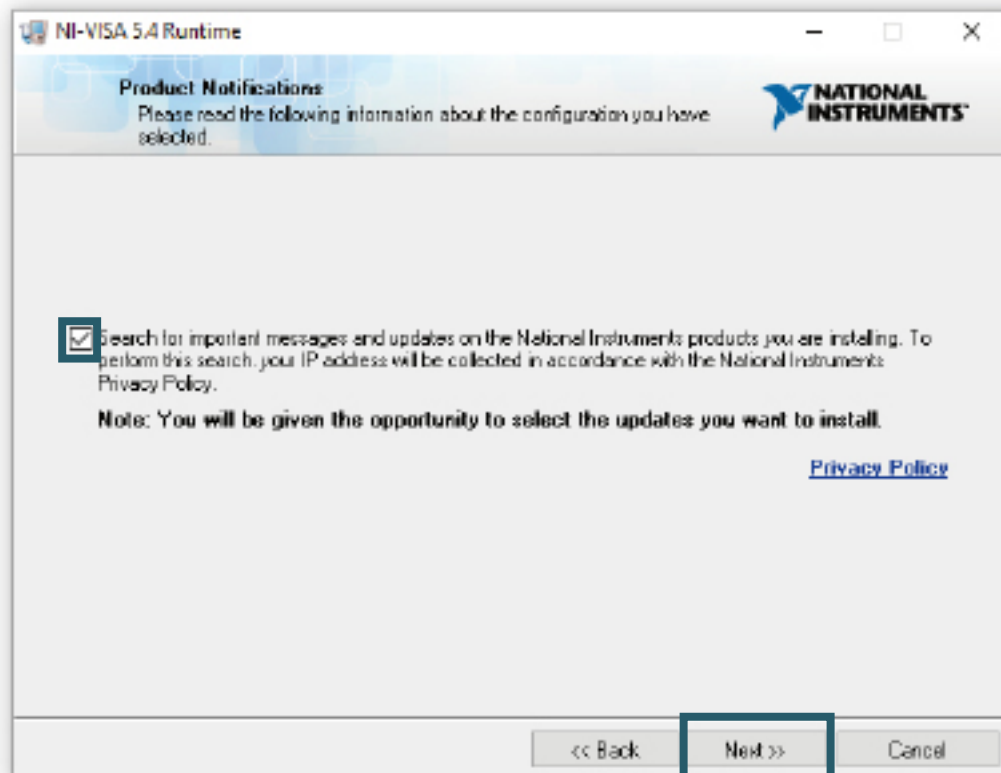 NI-VISA 5.4 Runtime
Product Notifications
Please read the following information about the configuration you have
selected.
NATIONAL
INSTRUMENTS™
Search for important messages and updates on the National Instruments products you are installing. To
perform this search, your IP address will be collected in accordance with the National Instruments
Privacy Policy.
Note: You will be given the opportunity to select the updates you want to install.
Privacy Policy
<< Back
Next >>
Cancel